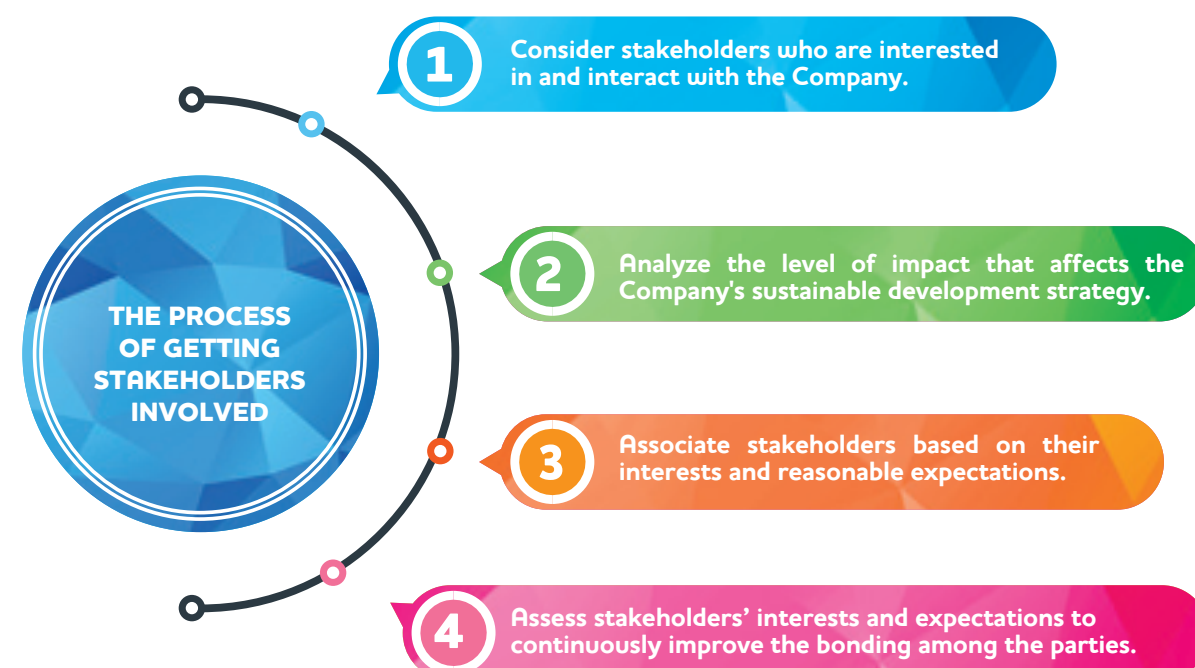 1
Consider stakeholders who are interested
in and interact with the Company.
2
Analyze the level of impact that affects the
Company's sustainable development strategy.
THE PROCESS
OF GETTING
STAKEHOLDERS
INVOLVED
3
Associate stakeholders based on their
interests and reasonable expectations.
4
Assess stakeholders’ interests and expectations to
continuously improve the bonding among the parties.